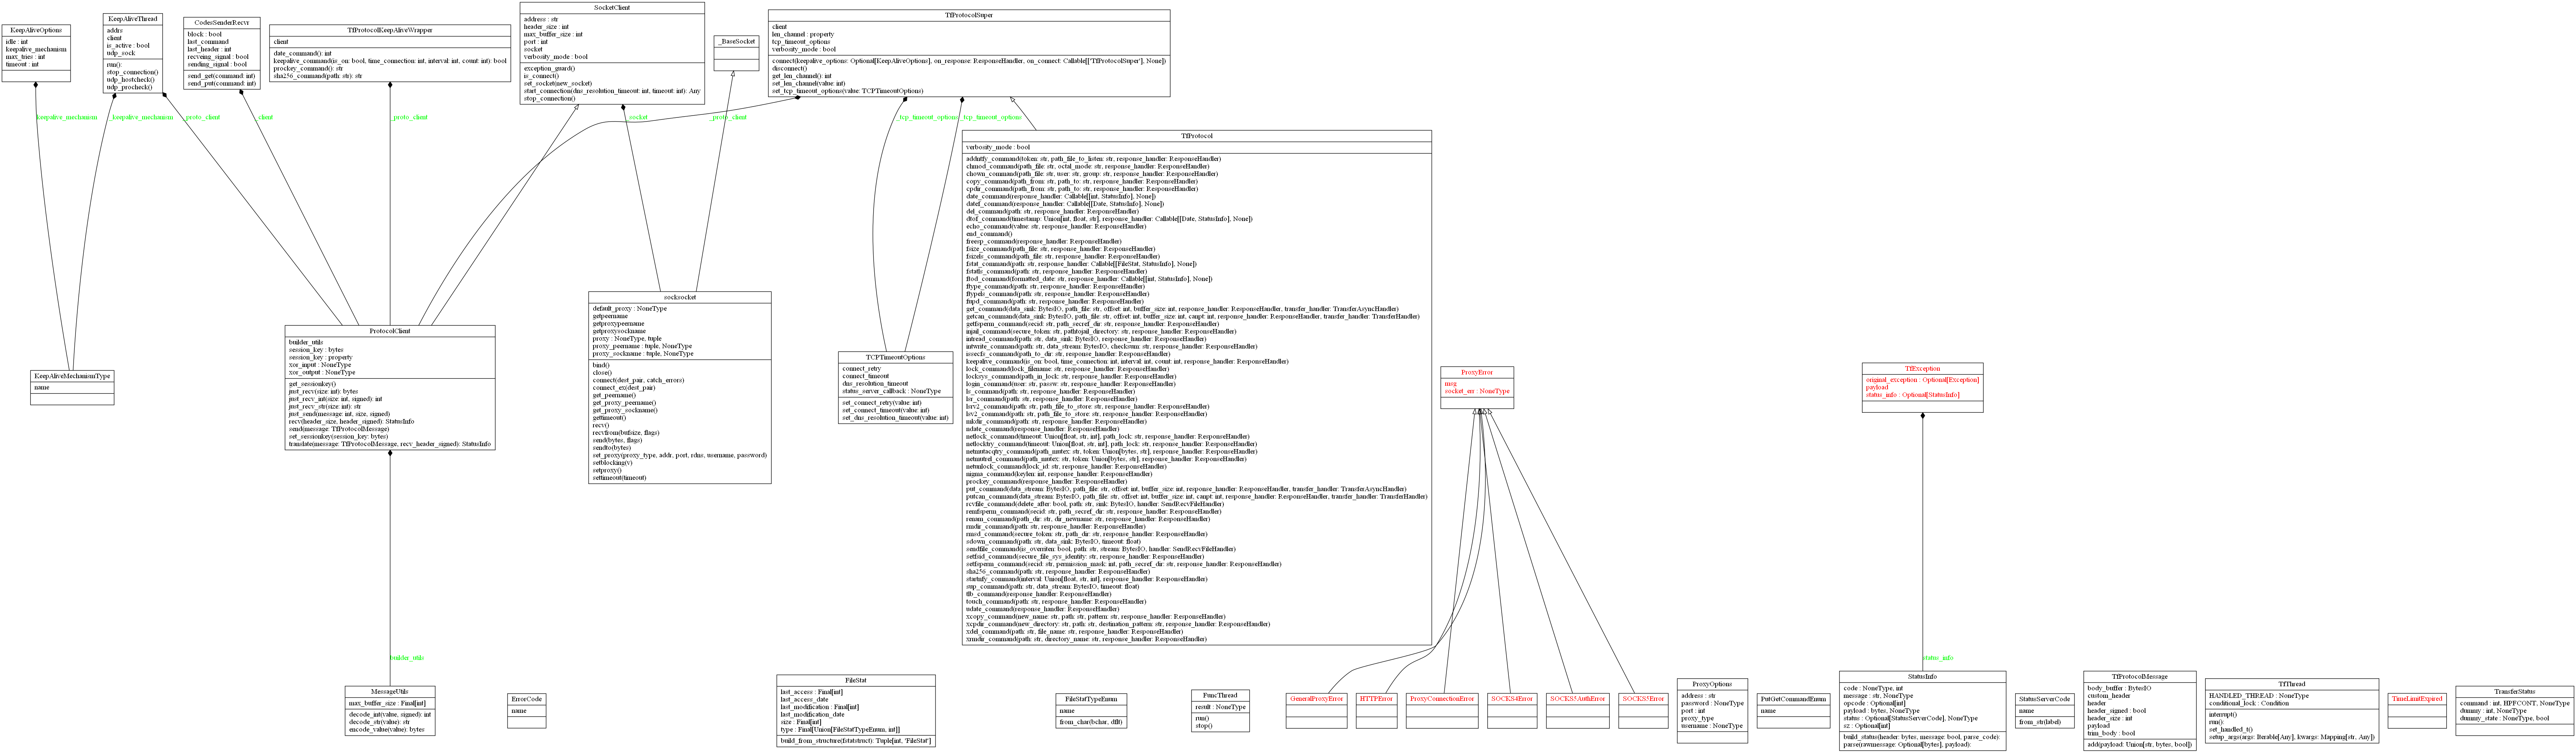 KeepAliveOptions
idle : int
keepalive_mechanism
max_tries : int
timeout : int
KeepAliveThread
addrs
client
is_active : bool
udp_sock
run()
stop_connection()
udp_hostcheck()
udp_procheck()
CodesSenderRecvr
block : bool
last_command
last_header : int
recveing_signal : bool
sending_signal : bool
send_get(command: int)
send_put(command: int)
TfProtocolKeepAliveWrapper
client
date_command(): int
keepalive_command(is_on: bool, time_connection: int, interval: int, count: int): bool
prockey_command(): str
sha256_command(path: str): str
SocketClient
address : str
header_size : int
max_buffer_size : int
port : int
socket
verbosity_mode : bool
exception_guard()
is_connect()
set_socket(new_socket)
start_connection(dns_resolution_timeout: int, timeout: int): Any
stop_connection()
_BaseSocket
TfProtocolSuper
client
len_channel : property
tcp_timeout_options
verbosity_mode : bool
connect(keepalive_options: Optional[KeepAliveOptions], on_response: ResponseHandler, on_connect: Callable[['TfProtocolSuper'], None])
disconnect()
get_len_channel(): int
set_len_channel(value: int)
set_tcp_timeout_options(value: TCPTimeoutOptions)
keepalive_mechanism
_keepalive_mechanism
_proto_client
client
_proto_client
_socket
_proto_client
_tcp_timeout_options
_tcp_timeout_options
TfProtocol
verbosity_mode : bool
addntfy_command(token: str, path_file_to_listen: str, response_handler: ResponseHandler)
chmod_command(path_file: str, octal_mode: str, response_handler: ResponseHandler)
chown_command(path_file: str, user: str, group: str, response_handler: ResponseHandler)
copy_command(path_from: str, path_to: str, response_handler: ResponseHandler)
cpdir_command(path_from: str, path_to: str, response_handler: ResponseHandler)
date_command(response_handler: Callable[[int, StatusInfo], None])
datef_command(response_handler: Callable[[Date, StatusInfo], None])
del_command(path: str, response_handler: ResponseHandler)
dtof_command(timestamp: Union[int, float, str], response_handler: Callable[[Date, StatusInfo], None])
echo_command(value: str, response_handler: ResponseHandler)
end_command()
freesp_command(response_handler: ResponseHandler)
fsize_command(path_file: str, response_handler: ResponseHandler)
fsizels_command(path_file: str, response_handler: ResponseHandler)
fstat_command(path: str, response_handler: Callable[[FileStat, StatusInfo], None])
fstatls_command(path: str, response_handler: ResponseHandler)
ftod_command(formatted_date: str, response_handler: Callable[[int, StatusInfo], None])
ftype_command(path: str, response_handler: ResponseHandler)
ftypels_command(path: str, response_handler: ResponseHandler)
fupd_command(path: str, response_handler: ResponseHandler)
get_command(data_sink: BytesIO, path_file: str, offset: int, buffer_size: int, response_handler: ResponseHandler, transfer_handler: TransferAsyncHandler)
getcan_command(data_sink: BytesIO, path_file: str, offset: int, buffer_size: int, canpt: int, response_handler: ResponseHandler, transfer_handler: TransferHandler)
getfsperm_command(secid: str, path_secref_dir: str, response_handler: ResponseHandler)
injail_command(secure_token: str, pathtojail_directory: str, response_handler: ResponseHandler)
intread_command(path: str, data_sink: BytesIO, response_handler: ResponseHandler)
intwrite_command(path: str, data_stream: BytesIO, checksum: str, response_handler: ResponseHandler)
issecfs_command(path_to_dir: str, response_handler: ResponseHandler)
keepalive_command(is_on: bool, time_connection: int, interval: int, count: int, response_handler: ResponseHandler)
lock_command(lock_filename: str, response_handler: ResponseHandler)
locksys_command(path_in_lock: str, response_handler: ResponseHandler)
login_command(user: str, passw: str, response_handler: ResponseHandler)
ls_command(path: str, response_handler: ResponseHandler)
lsr_command(path: str, response_handler: ResponseHandler)
lsrv2_command(path: str, path_file_to_store: str, response_handler: ResponseHandler)
lsv2_command(path: str, path_file_to_store: str, response_handler: ResponseHandler)
mkdir_command(path: str, response_handler: ResponseHandler)
ndate_command(response_handler: ResponseHandler)
netlock_command(timeout: Union[float, str, int], path_lock: str, response_handler: ResponseHandler)
netlocktry_command(timeout: Union[float, str, int], path_lock: str, response_handler: ResponseHandler)
netmutacqtry_command(path_mutex: str, token: Union[bytes, str], response_handler: ResponseHandler)
netmutrel_command(path_mutex: str, token: Union[bytes, str], response_handler: ResponseHandler)
netunlock_command(lock_id: str, response_handler: ResponseHandler)
nigma_command(keylen: int, response_handler: ResponseHandler)
prockey_command(response_handler: ResponseHandler)
put_command(data_stream: BytesIO, path_file: str, offset: int, buffer_size: int, response_handler: ResponseHandler, transfer_handler: TransferAsyncHandler)
putcan_command(data_stream: BytesIO, path_file: str, offset: int, buffer_size: int, canpt: int, response_handler: ResponseHandler, transfer_handler: TransferHandler)
rcvfile_command(delete_after: bool, path: str, sink: BytesIO, handler: SendRecvFileHandler)
remfsperm_command(secid: str, path_secref_dir: str, response_handler: ResponseHandler)
renam_command(path_dir: str, dir_newname: str, response_handler: ResponseHandler)
rmdir_command(path: str, response_handler: ResponseHandler)
rmsd_command(secure_token: str, path_dir: str, response_handler: ResponseHandler)
sdown_command(path: str, data_sink: BytesIO, timeout: float)
sendfile_command(is_overriten: bool, path: str, stream: BytesIO, handler: SendRecvFileHandler)
setfsid_command(secure_file_sys_identity: str, response_handler: ResponseHandler)
setfsperm_command(secid: str, permission_mask: int, path_secref_dir: str, response_handler: ResponseHandler)
sha256_command(path: str, response_handler: ResponseHandler)
startnfy_command(interval: Union[float, str, int], response_handler: ResponseHandler)
sup_command(path: str, data_stream: BytesIO, timeout: float)
tlb_command(response_handler: ResponseHandler)
touch_command(path: str, response_handler: ResponseHandler)
udate_command(response_handler: ResponseHandler)
xcopy_command(new_name: str, path: str, pattern: str, response_handler: ResponseHandler)
xcpdir_command(new_directory: str, path: str, destination_pattern: str, response_handler: ResponseHandler)
xdel_command(path: str, file_name: str, response_handler: ResponseHandler)
xrmdir_command(path: str, directory_name: str, response_handler: ResponseHandler)
socksocket
default_proxy : NoneType
getpeername
getproxypeername
getproxysockname
proxy : NoneType, tuple
proxy_peername : tuple, NoneType
proxy_sockname : tuple, NoneType
bind()
close()
connect(dest_pair, catch_errors)
connect_ex(dest_pair)
get_peername()
get_proxy_peername()
get_proxy_sockname()
gettimeout()
recv()
recvfrom(bufsize, flags)
send(bytes, flags)
sendto(bytes)
set_proxy(proxy_type, addr, port, rdns, username, password)
setblocking(v)
setproxy()
settimeout(timeout)
ProtocolClient
builder_utils
session_key : bytes
session_key : property
xor_input : NoneType
xor_output : NoneType
get_sessionkey()
just_recv(size: int): bytes
just_recv_int(size: int, signed): int
just_recv_str(size: int): str
just_send(message: int, size, signed)
recv(header_size, header_signed): StatusInfo
send(message: TfProtocolMessage)
set_sessionkey(session_key: bytes)
translate(message: TfProtocolMessage, recv_header_signed): StatusInfo
KeepAliveMechanismType
name
TCPTimeoutOptions
connect_retry
connect_timeout
dns_resolution_timeout
status_server_callback : NoneType
set_connect_retry(value: int)
set_connect_timeout(value: int)
set_dns_resolution_timeout(value: int)
ProxyError
msg
socket_err : NoneType
TfException
original_exception : Optional[Exception]
payload
status_info : Optional[StatusInfo]
builder_utils
status_info
MessageUtils
max_buffer_size : Final[int]
decode_int(value, signed): int
decode_str(value): str
encode_value(value): bytes
ErrorCode
name
FileStat
last_access : Final[int]
last_access_date
last_modification : Final[int]
last_modification_date
size : Final[int]
type : Final[Union[FileStatTypeEnum, int]]
build_from_structure(fstatstruct): Tuple[int, 'FileStat']
FileStatTypeEnum
name
from_char(bchar, dflt)
FuncThread
result : NoneType
run()
stop()
GeneralProxyError
HTTPError
ProxyConnectionError
SOCKS4Error
SOCKS5AuthError
SOCKS5Error
ProxyOptions
address : str
password : NoneType
port : int
proxy_type
username : NoneType
PutGetCommandEnum
name
StatusInfo
code : NoneType, int
message : str, NoneType
opcode : Optional[int]
payload : bytes, NoneType
status : Optional[StatusServerCode], NoneType
sz : Optional[int]
build_status(header: bytes, message: bool, parse_code):
parse(rawmessage: Optional[bytes], payload):
StatusServerCode
name
from_str(label)
TfProtocolMessage
body_buffer : BytesIO
custom_header
header
header_signed : bool
header_size : int
payload
trim_body : bool
add(payload: Union[str, bytes, bool])
TfThread
HANDLED_THREAD : NoneType
conditional_lock : Condition
interrupt()
run()
set_handled_t()
setup_args(args: Iterable[Any], kwargs: Mapping[str, Any])
TimeLimitExpired
TransferStatus
command : int, HPFCONT, NoneType
dummy : int, NoneType
dummy_state : NoneType, bool